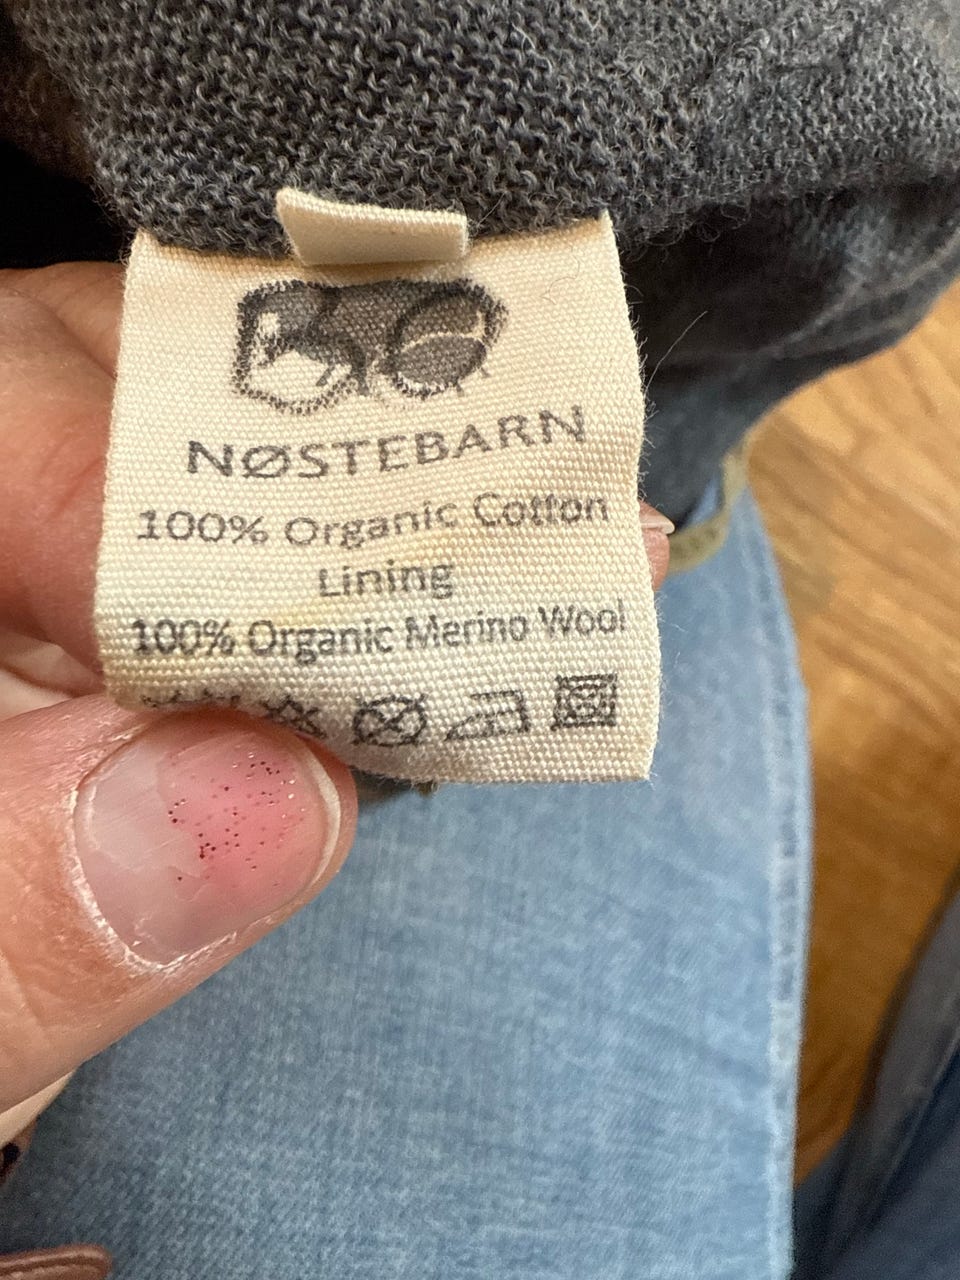 NØSTEBARN
100% Organic Cotton
Lining
100% Organic Merino Wool